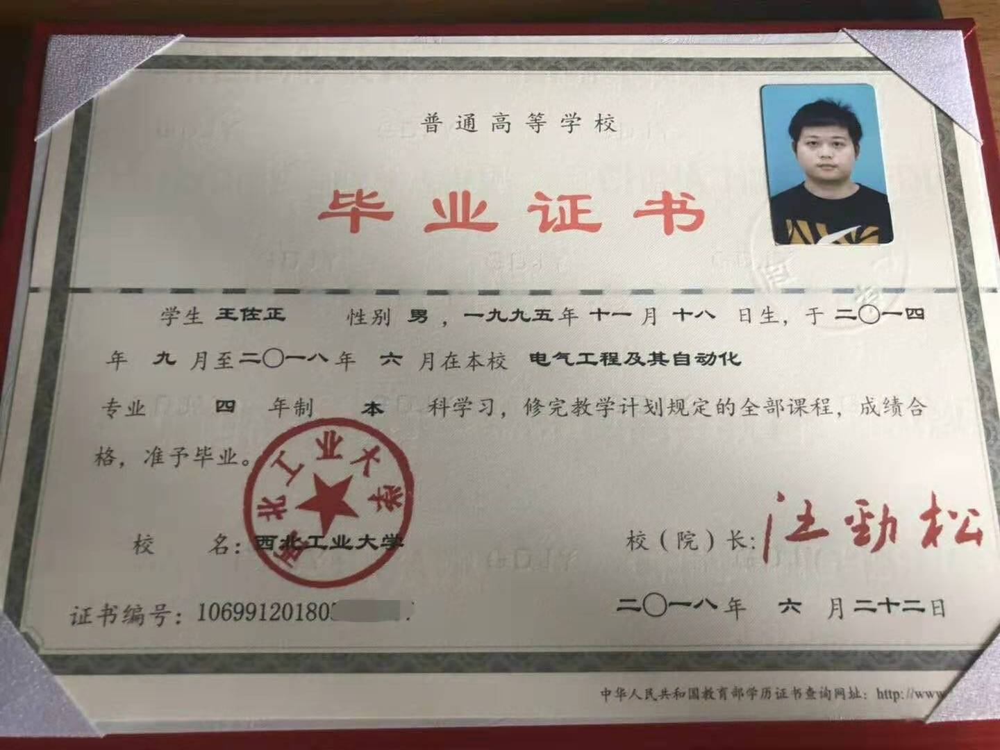 普通高等学校
毕业证书
学生 王佐正 性别 男 ，一九九五年 十一 月 十八 日生，于 二〇一四
年 九 月至二〇一八年 六 月在本校 电气工程及其自动化
专业 四 年制 本 科学习，修完教学计划规定的全部课程，成绩合
格，准予毕业。
西北工业大学
校 名：西北工业大学
校（院）长：汪劲松
证书编号：10699120180
二〇一八年 六 月二十二日
中华人民共和国教育部学历证书查询网址：http://www